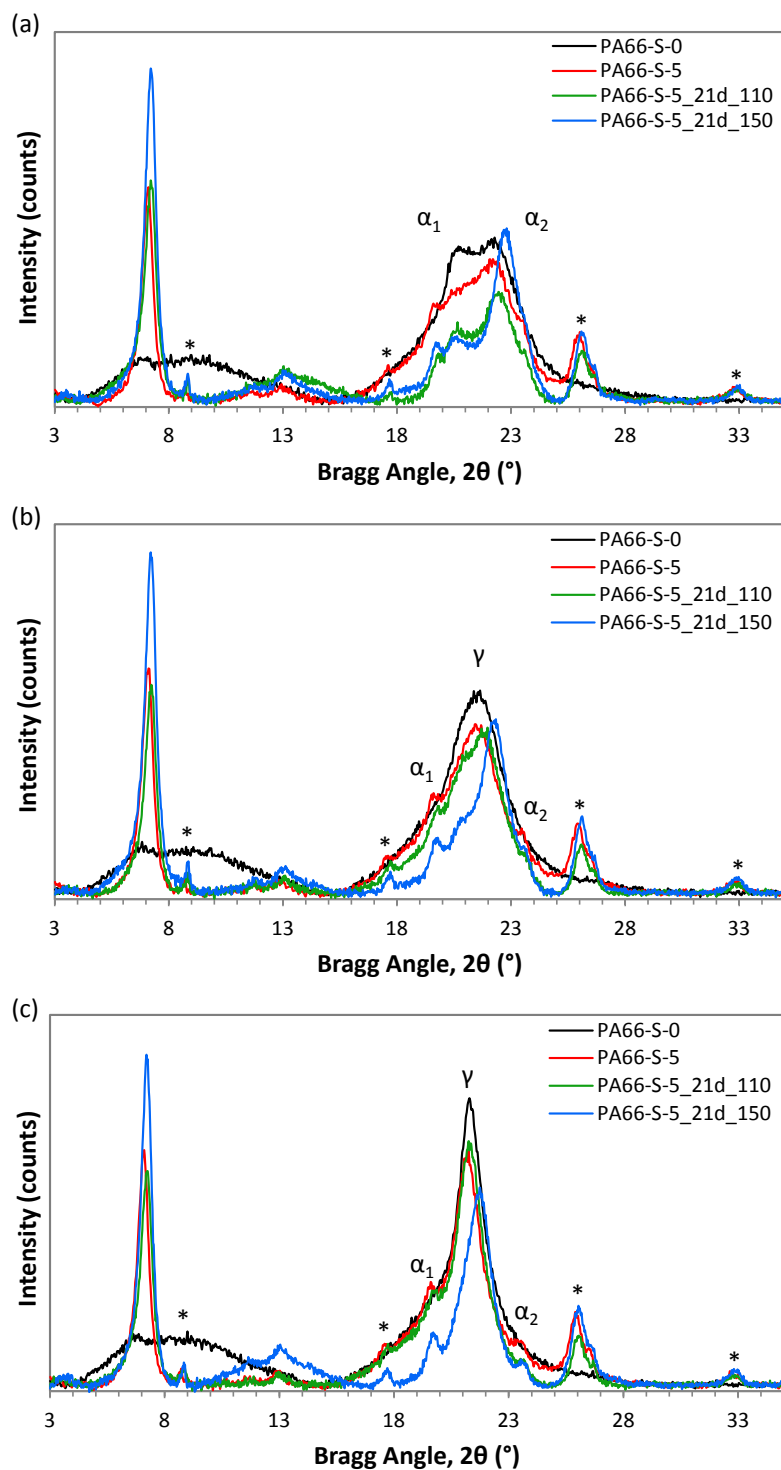 (a)
PA66-S-0
PA66-S-5
PA66-S-5_21d_110
PA66-S-5_21d_150
α1 α2
* * * *
Intensity (counts)
3 8 13 18 23 28 33
Bragg Angle, 2θ (°)
(b)
PA66-S-0
PA66-S-5
PA66-S-5_21d_110
PA66-S-5_21d_150
γ
α1 α2
* * * *
Intensity (counts)
3 8 13 18 23 28 33
Bragg Angle, 2θ (°)
(c)
PA66-S-0
PA66-S-5
PA66-S-5_21d_110
PA66-S-5_21d_150
γ
α1 α2
* * * *
Intensity (counts)
3 8 13 18 23 28 33
Bragg Angle, 2θ (°)